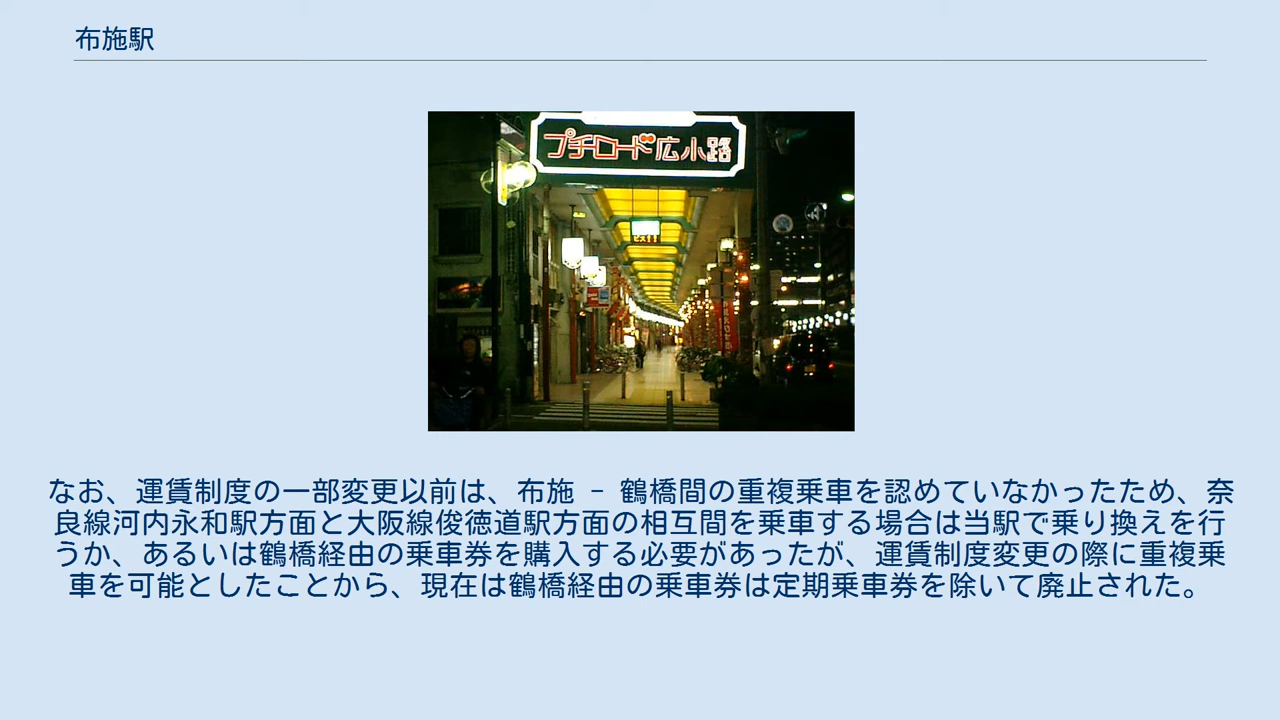 布施駅
プチロード広小路
なお、運賃制度の一部変更以前は、布施 - 鶴橋間の重複乗車を認めていなかったため、奈
良線河内永和駅方面と大阪線俊徳道駅方面の相互間を乗車する場合は当駅で乗り換えを行
うか、あるいは鶴橋経由の乗車券を購入する必要があったが、運賃制度変更の際に重複乗
車を可能としたことから、現在は鶴橋経由の乗車券は定期乗車券を除いて廃止された。